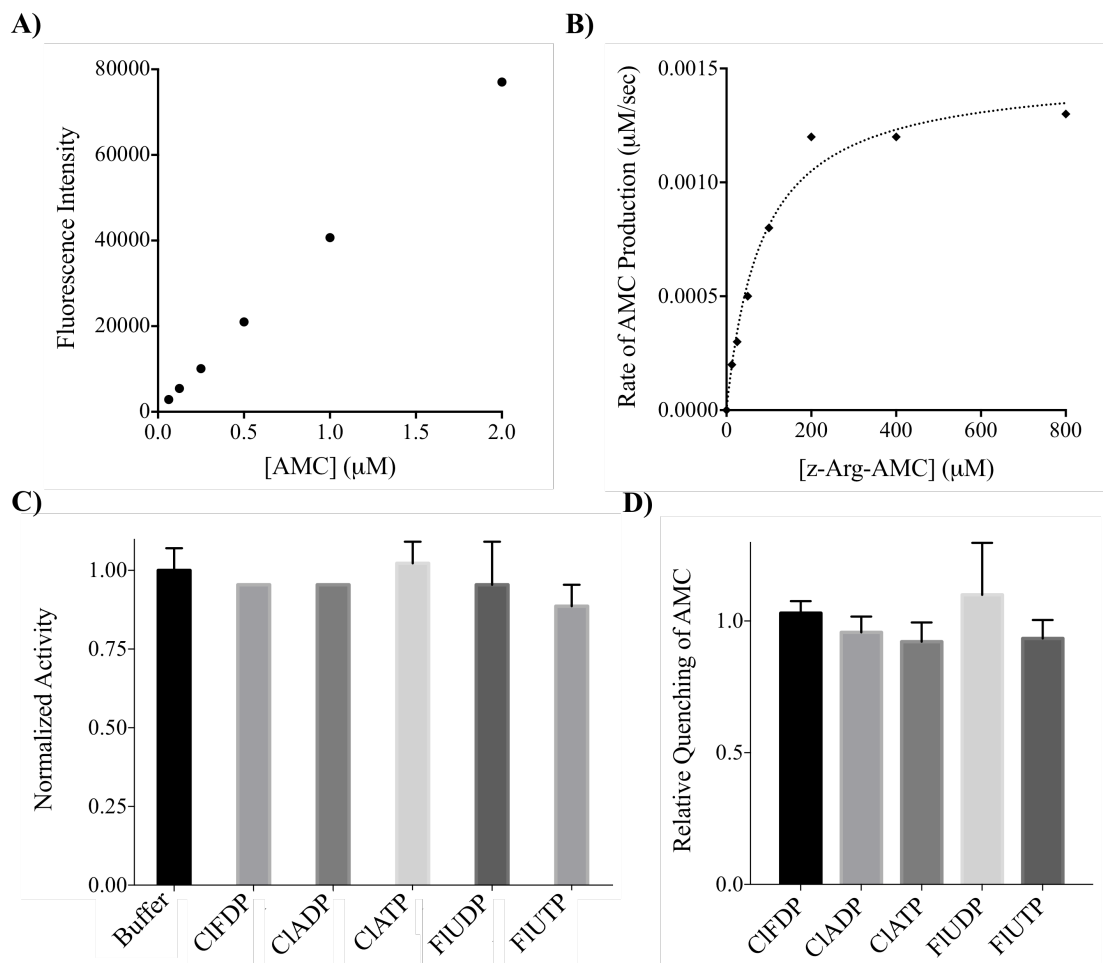 A)
80000
60000
40000
20000
0
Fluorescence Intensity
0.0 0.5 1.0 1.5 2.0
[AMC] (μM)
B)
0.0015
0.0010
0.0005
0.0000
Rate of AMC Production (μM/sec)
0 200 400 600 800
[z-Arg-AMC] (μM)
C)
1.00
0.75
0.50
0.25
0.00
Normalized Activity
Buffer ClFDP ClADP ClATP FlUDP FlUTP
D)
1.0
0.5
0.0
Relative Quenching of AMC
ClFDP ClADP ClATP FlUDP FlUTP